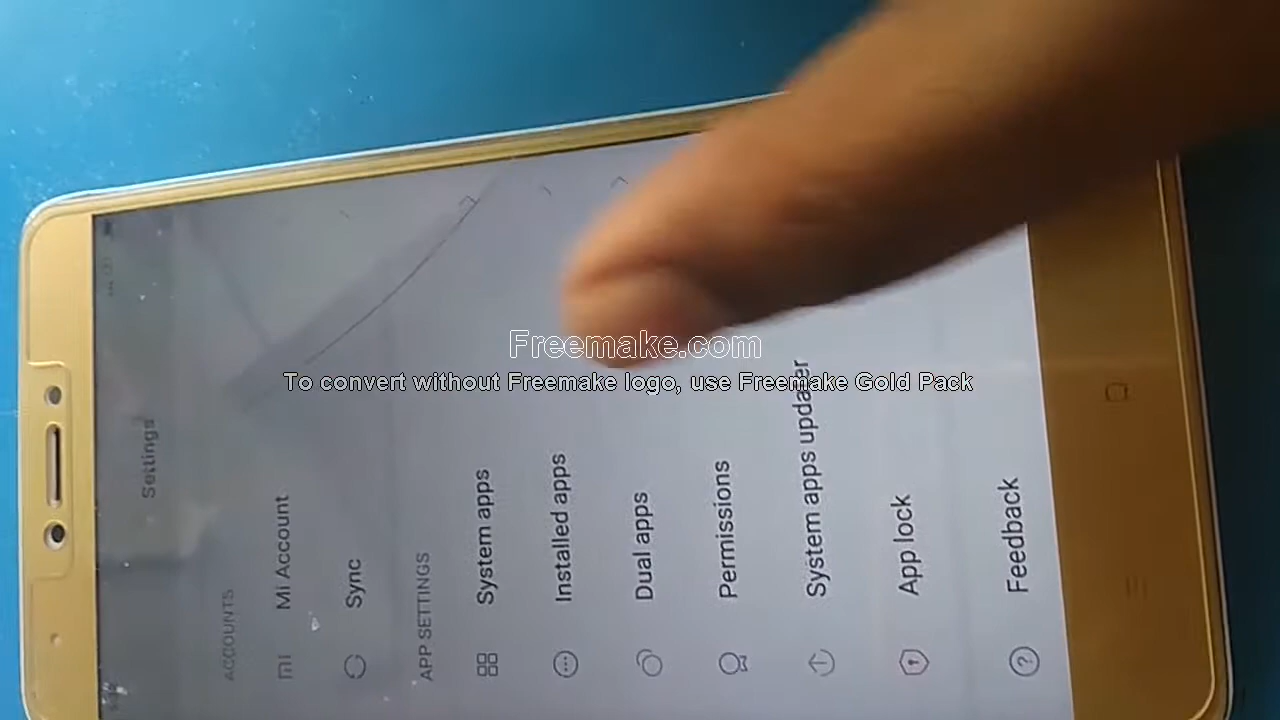 Settings
ACCOUNTS
Mi Account
Sync
APP SETTINGS
System apps
Installed apps
Dual apps
Permissions
System apps updater
App lock
Feedback
Freemake.com
To convert without Freemake logo, use Freemake Gold Pack